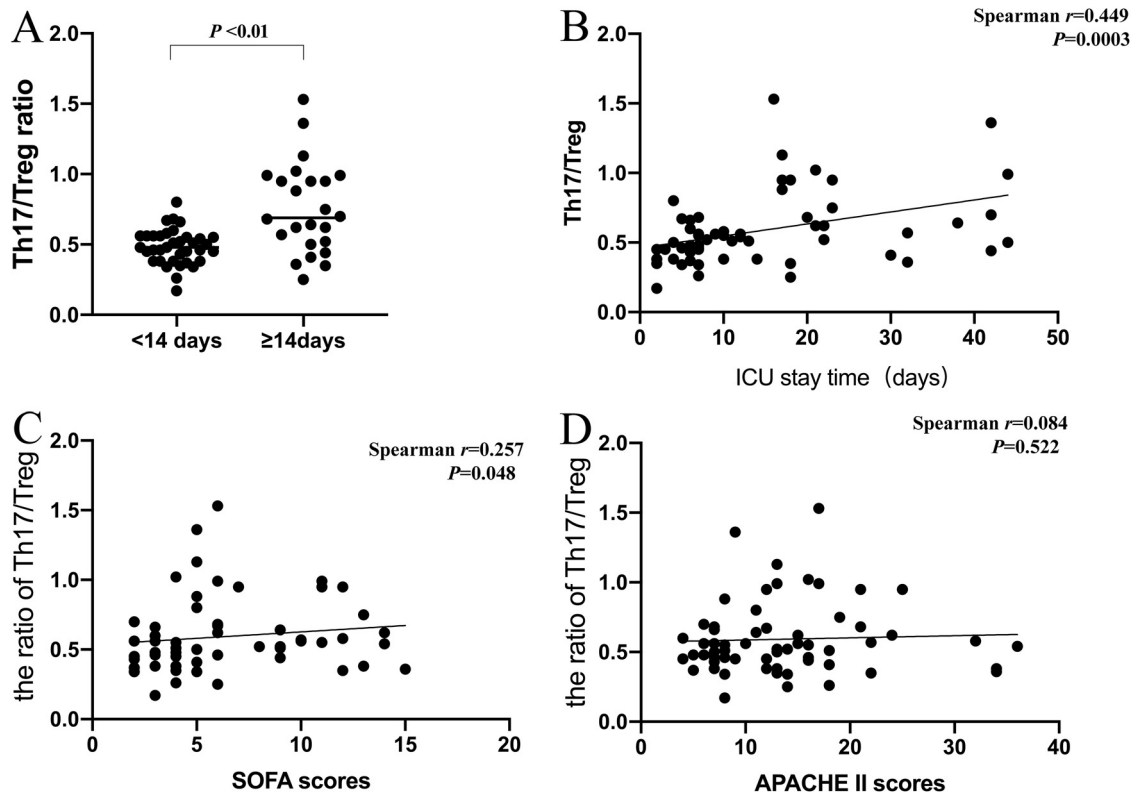 A
P <0.01
2.0
1.5
1.0
0.5
0.0
Th17/Treg ratio
<14 days
≥14days
B
Spearman r=0.449
P=0.0003
2.0
1.5
1.0
0.5
0.0
Th17/Treg
0 10 20 30 40 50
ICU stay time（days）
C
Spearman r=0.257
P=0.048
2.0
1.5
1.0
0.5
0.0
the ratio of Th17/Treg
0 5 10 15 20
SOFA scores
D
Spearman r=0.084
P=0.522
2.0
1.5
1.0
0.5
0.0
the ratio of Th17/Treg
0 10 20 30 40
APACHE II scores